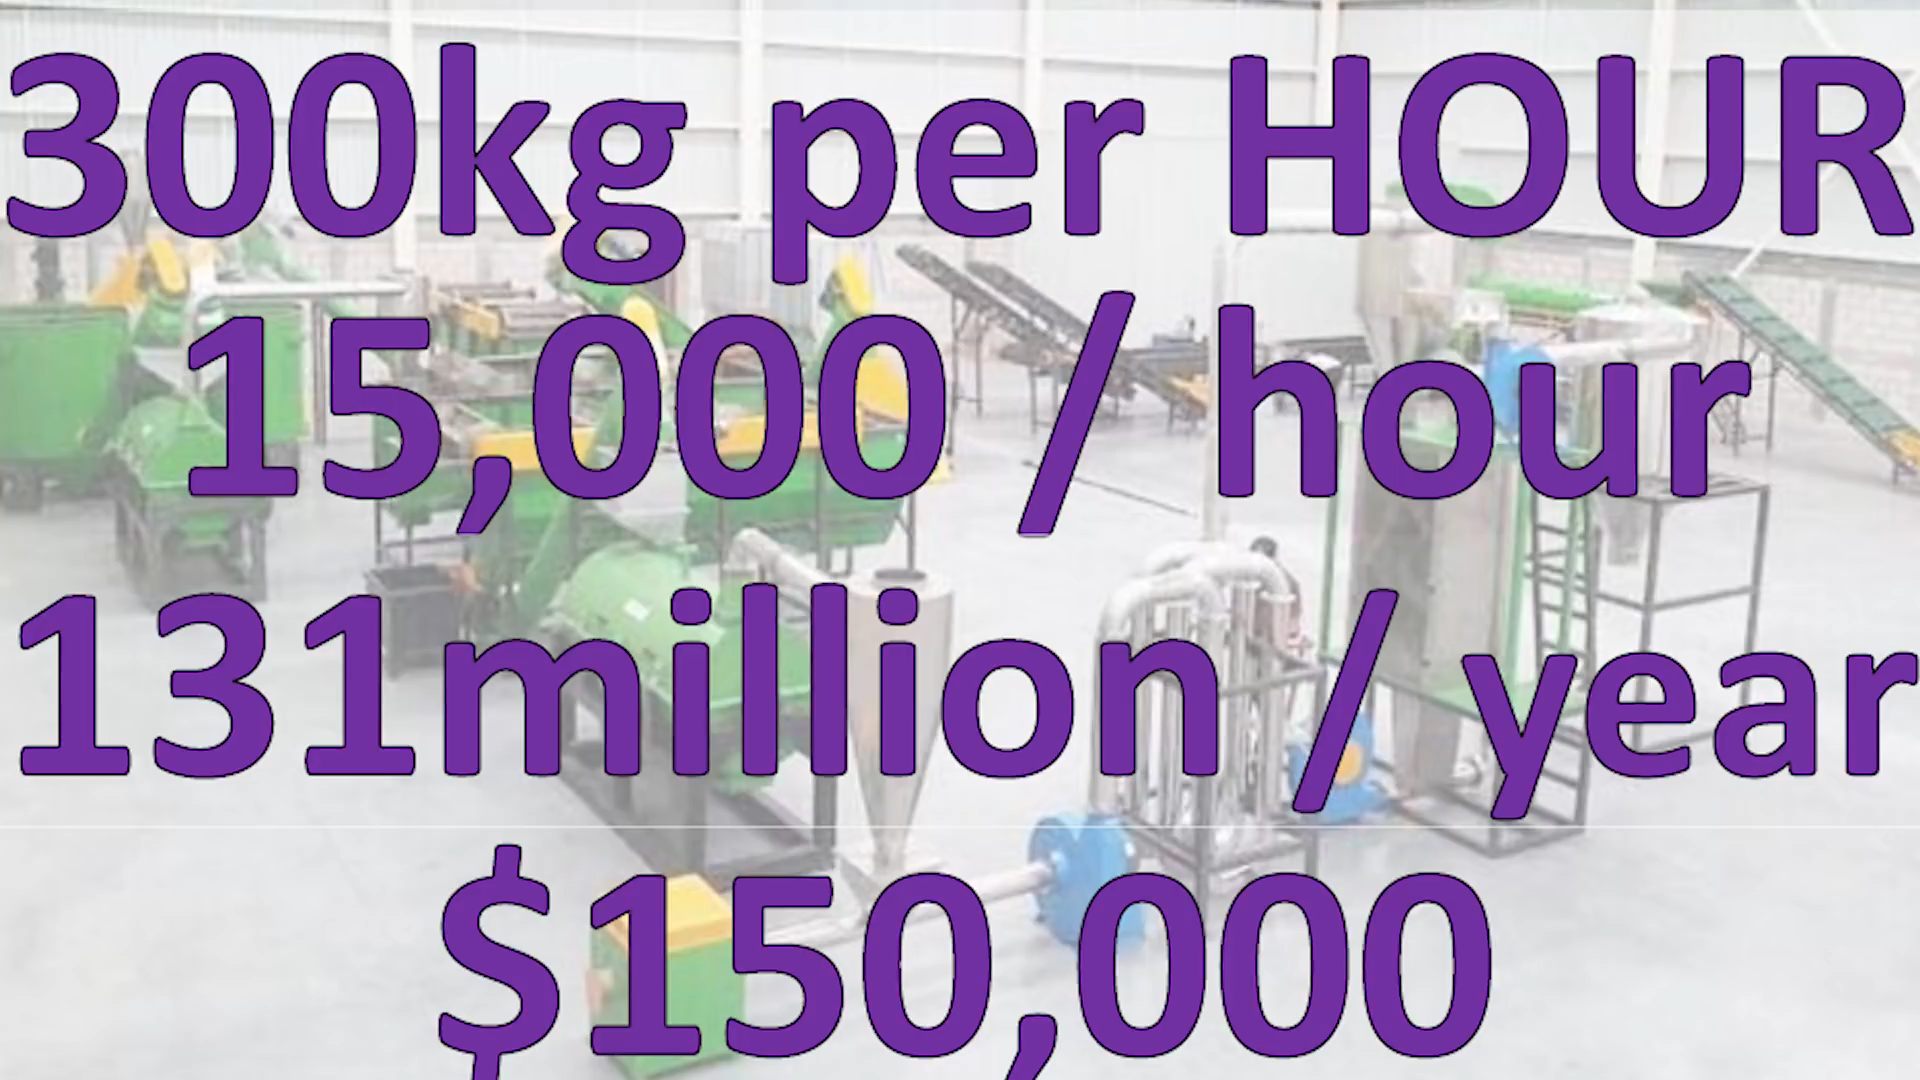 300kg per HOUR
15,000 / hour
131million / year
$150,000